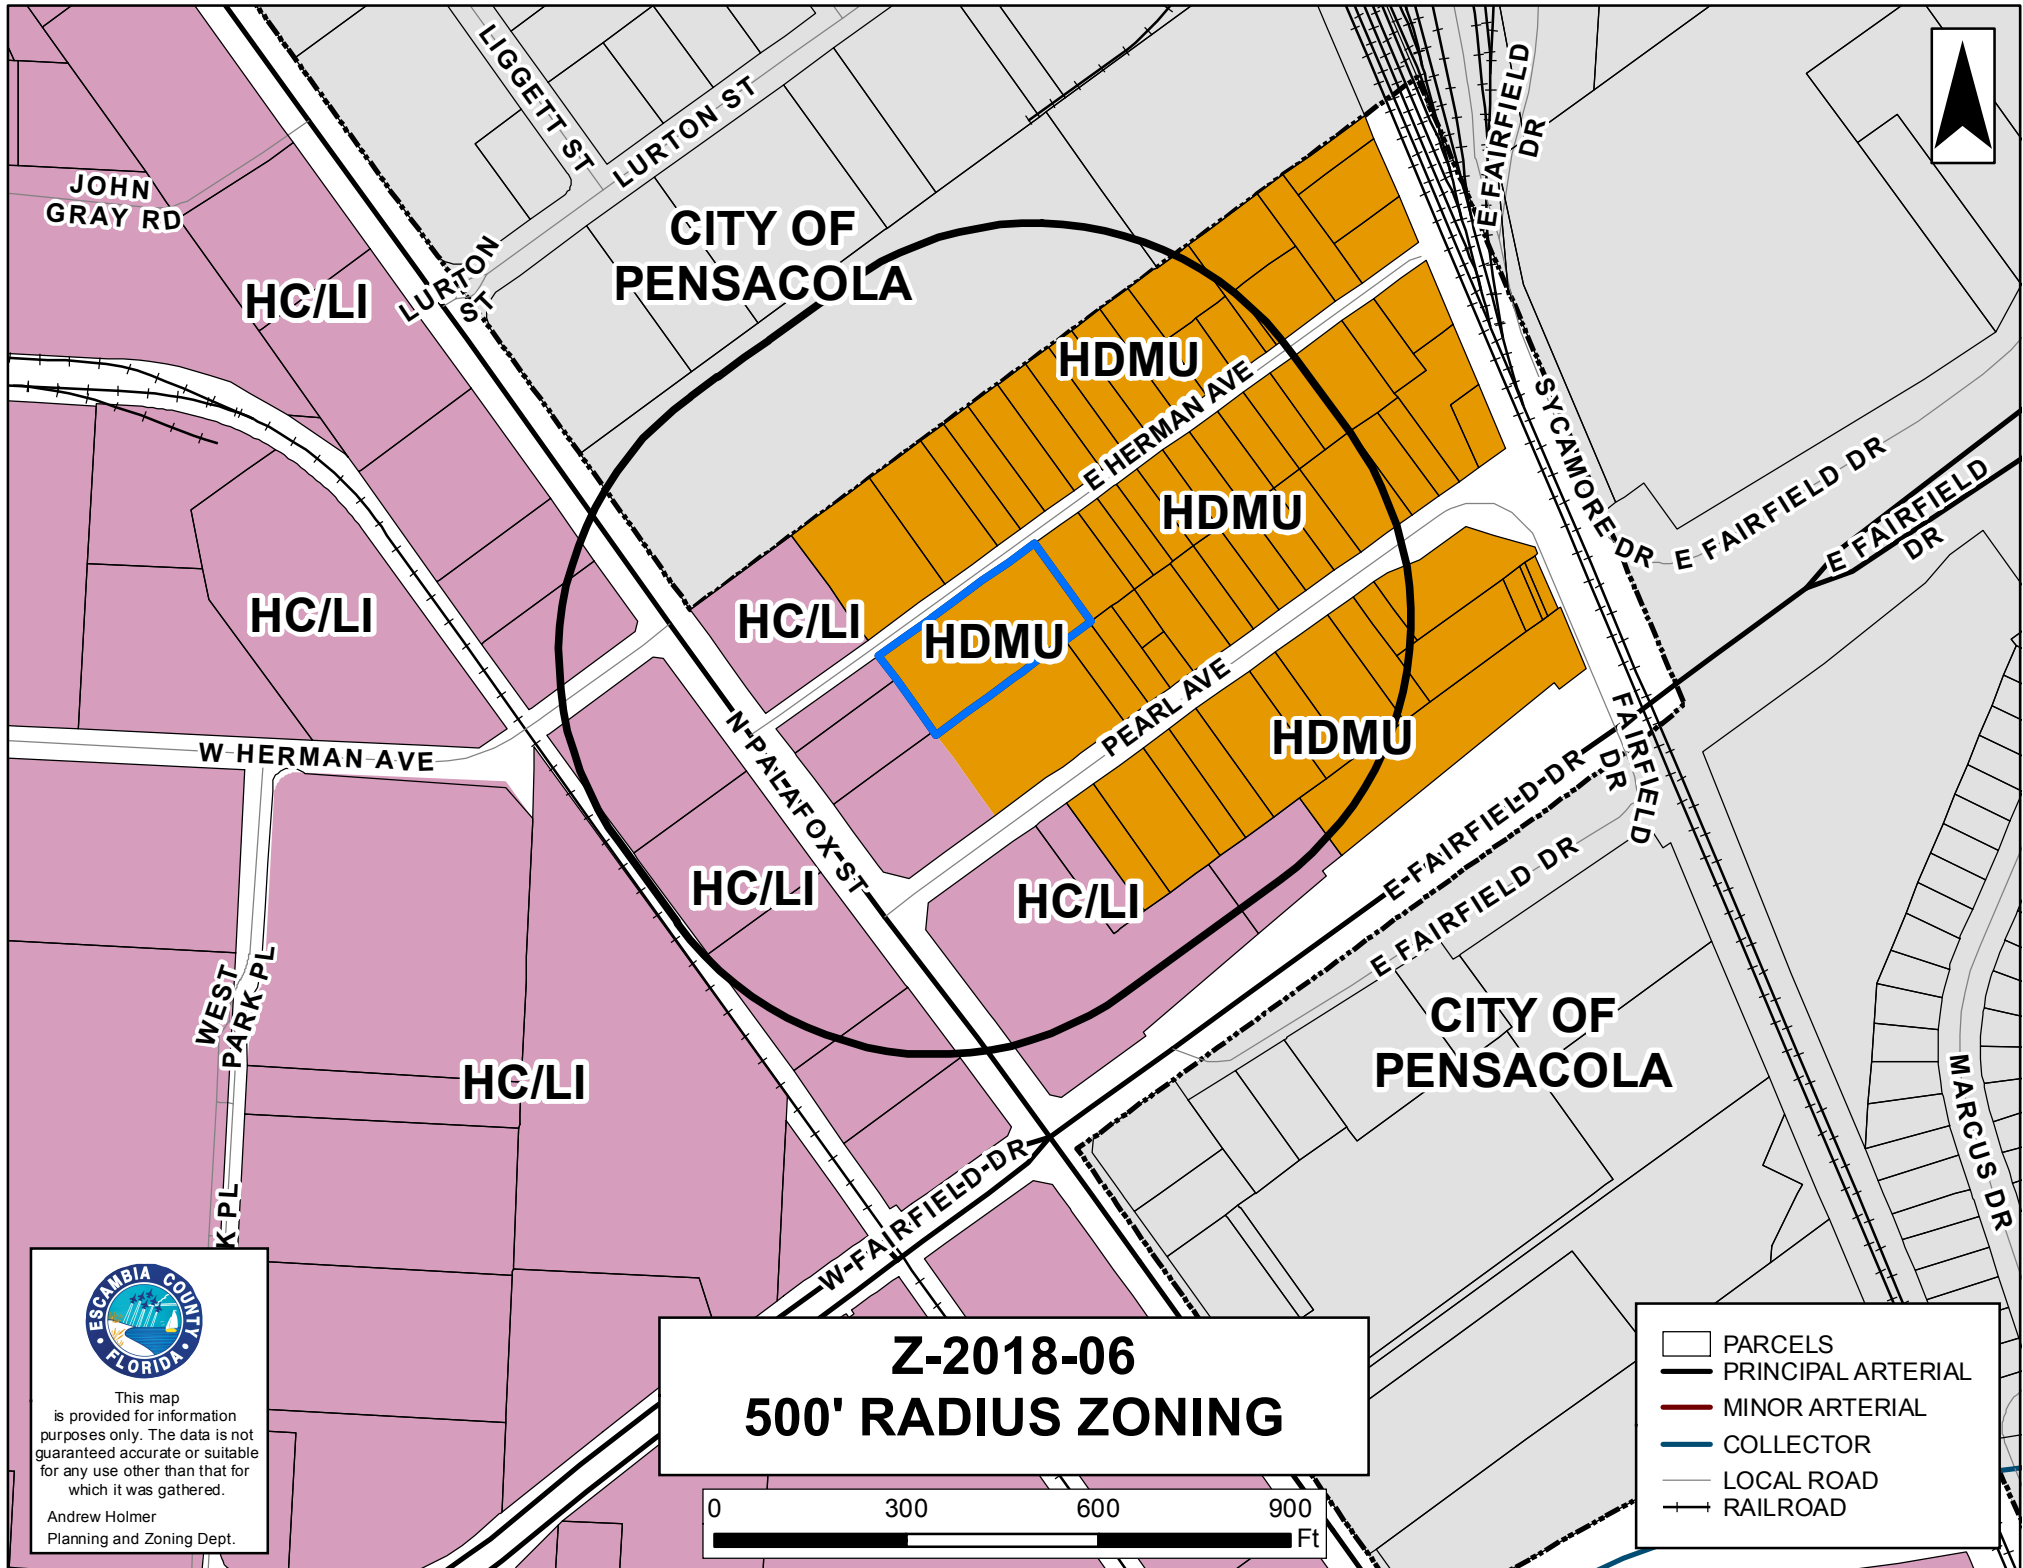 LIGGETT ST
LURTON ST
E FAIRFIELD
DR
JOHN
GRAY RD
CITY OF
PENSACOLA
HC/LI
LURTON
ST
HDMU
E HERMAN AVE
SYCAMORE DR
E FAIRFIELD DR
E FAIRFIELD
DR
HDMU
HC/LI
HC/LI
HDMU
W HERMAN AVE
N PALAFOX ST
PEARL AVE
HDMU
FAIRFIELD
DR
E FAIRFIELD DR
E FAIRFIELD DR
HC/LI
HC/LI
WEST
PARK PL
CITY OF
PENSACOLA
HC/LI
MARCUS DR
W FAIRFIELD DR
K PL
ESCAMBIA COUNTY
FLORIDA
This map
is provided for information
purposes only. The data is not
guaranteed accurate or suitable
for any use other than that for
which it was gathered.
Andrew Holmer
Planning and Zoning Dept.
Z-2018-06
500' RADIUS ZONING
0 300 600 900
Ft
PARCELS
PRINCIPAL ARTERIAL
MINOR ARTERIAL
COLLECTOR
LOCAL ROAD
RAILROAD